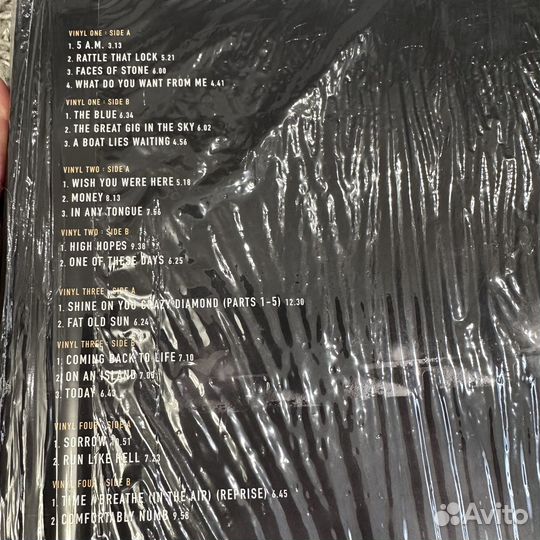 VINYL ONE : SIDE A
1. 5 A.M. 3.13
2. RATTLE THAT LOCK 5.21
3. FACES OF STONE 6.00
4. WHAT DO YOU WANT FROM ME 4.41
VINYL ONE : SIDE B
1. THE BLUE 6.34
2. THE GREAT GIG IN THE SKY 6.02
3. A BOAT LIES WAITING 4.56
VINYL TWO : SIDE A
1. WISH YOU WERE HERE 5.18
2. MONEY 8.13
3. IN ANY TONGUE 7.56
VINYL TWO : SIDE B
1. HIGH HOPES 9.38
2. ONE OF THESE DAYS 6.25
VINYL THREE : SIDE A
1. SHINE ON YOU CRAZY DIAMOND (PARTS 1-5) 12.30
2. FAT OLD SUN 6.24
VINYL THREE : SIDE B
1. COMING BACK TO LIFE 7.10
2. ON AN ISLAND
3. TODAY 6.43
VINYL FOUR : SIDE A
1. SORROW
2. RUN LIKE HELL 7.23
VINYL FOUR : SIDE B
1. TIME / BREATHE (IN THE AIR) (REPRISE) 6.45
2. COMFORTABLY NUMB 9.58
Avito